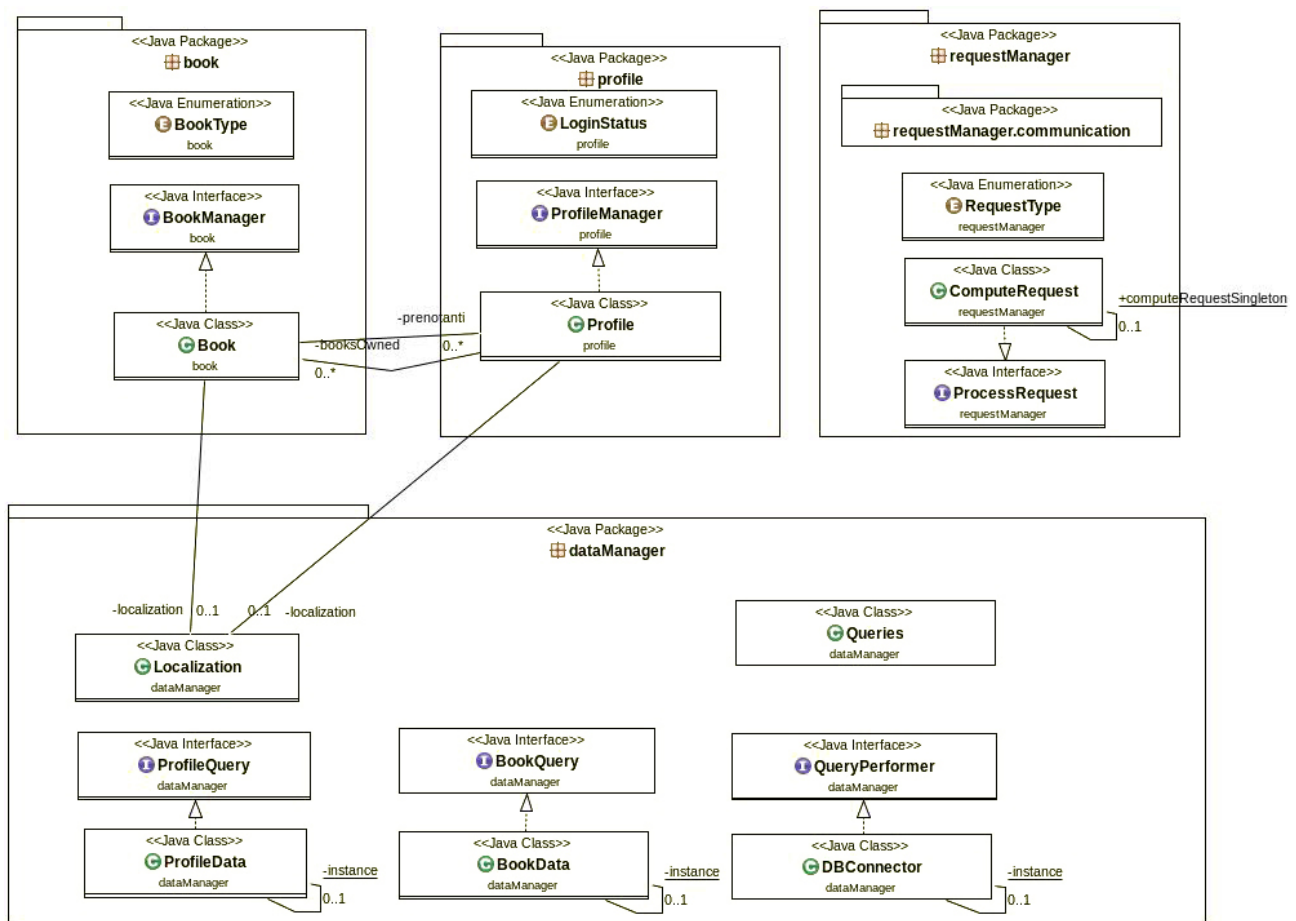 <<Java Package>>
book
<<Java Enumeration>>
BookType
book
<<Java Interface>>
BookManager
book
<<Java Class>>
Book
book
<<Java Package>>
profile
<<Java Enumeration>>
LoginStatus
profile
<<Java Interface>>
ProfileManager
profile
<<Java Class>>
Profile
profile
-prenotanti
0..*
-booksOwned
0..*
<<Java Package>>
requestManager
<<Java Package>>
requestManager.communication
<<Java Enumeration>>
RequestType
requestManager
<<Java Class>>
ComputeRequest
requestManager
+computeRequestSingleton
0..1
<<Java Interface>>
ProcessRequest
requestManager
<<Java Package>>
dataManager
-localization
0..1
0..1
-localization
<<Java Class>>
Localization
dataManager
<<Java Class>>
Queries
dataManager
<<Java Interface>>
ProfileQuery
dataManager
<<Java Interface>>
BookQuery
dataManager
<<Java Interface>>
QueryPerformer
dataManager
<<Java Class>>
ProfileData
dataManager
-instance
0..1
<<Java Class>>
BookData
dataManager
-instance
0..1
<<Java Class>>
DBConnector
dataManager
-instance
0..1